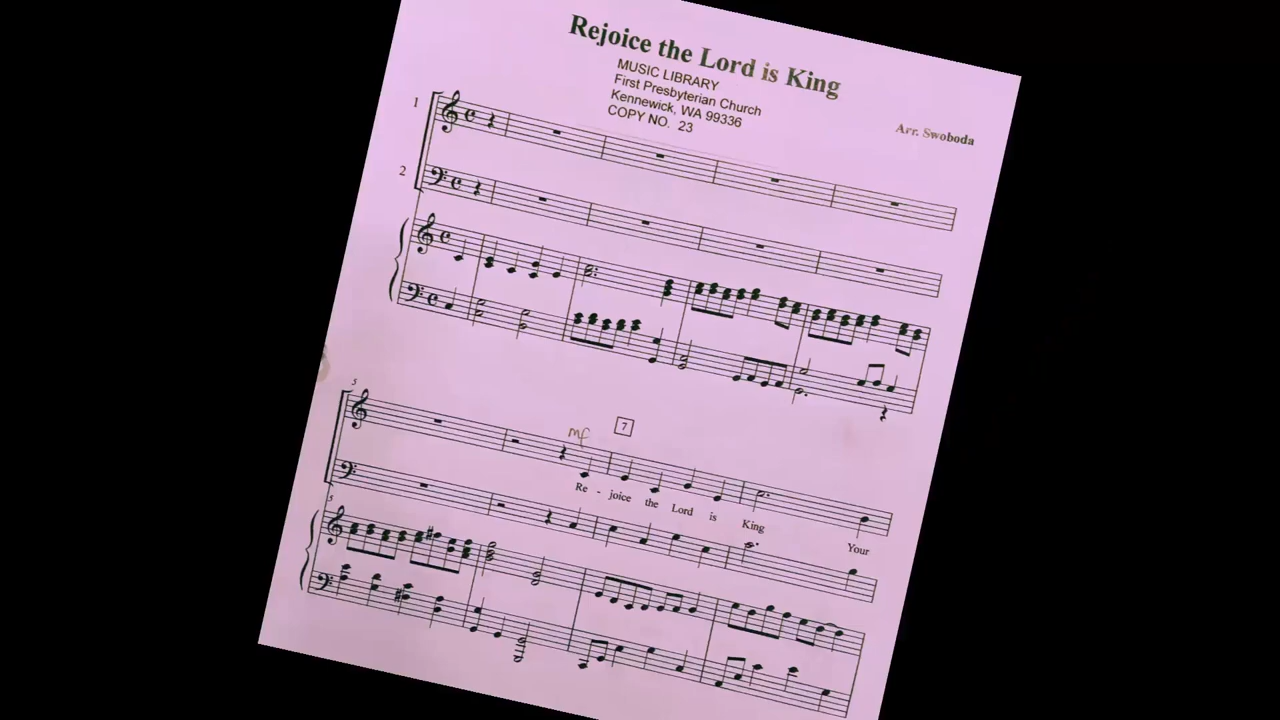 Rejoice the Lord is King
MUSIC LIBRARY
First Presbyterian Church
Kennewick, WA 99336
COPY NO. 23
Arr. Swoboda
1
2
5
mf
7
Re - joice the Lord is King Your
5